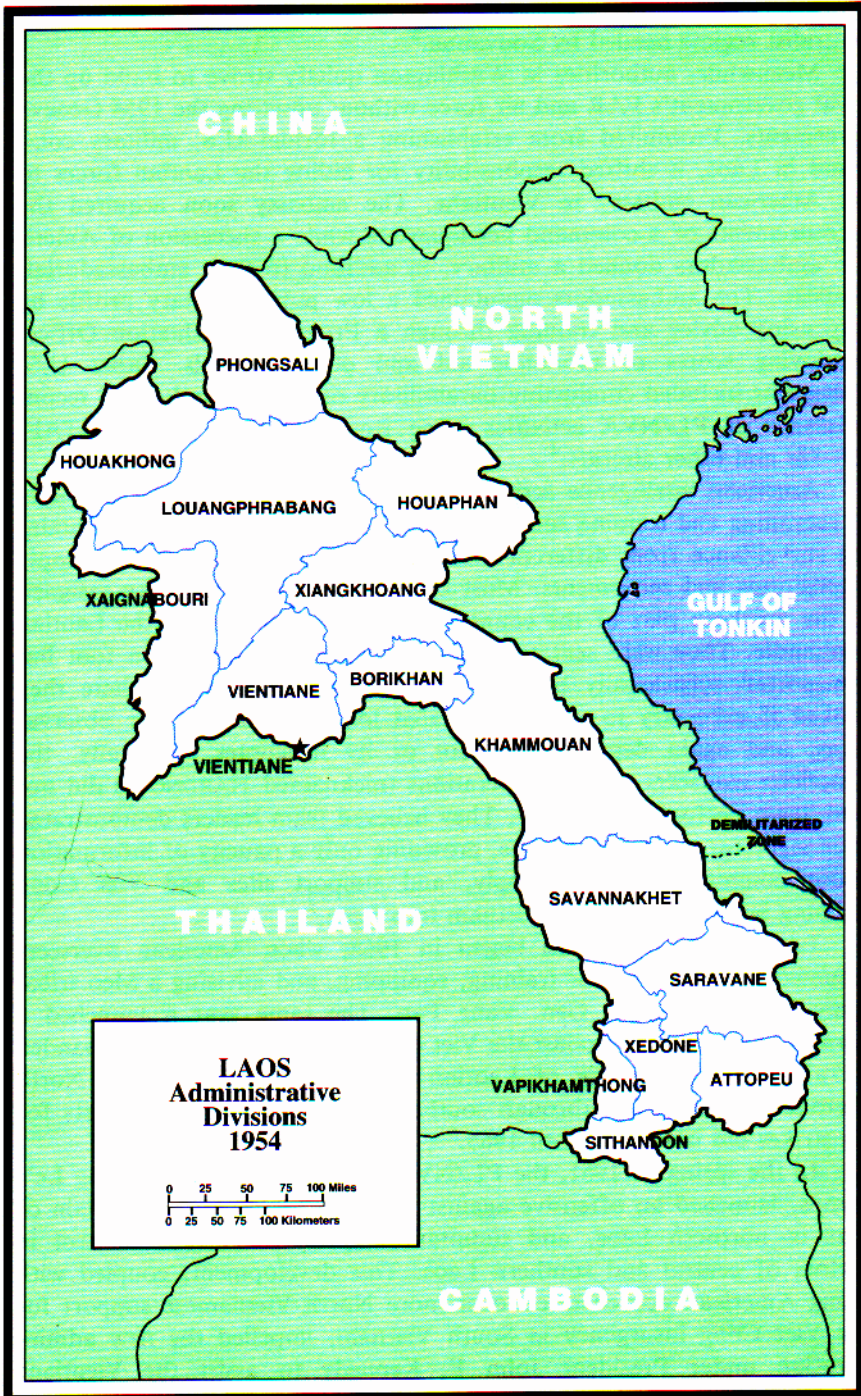 CHINA
NORTH
VIETNAM
PHONGSALI
HOUAKHONG
LOUANGPHRABANG
HOUAPHAN
XAIGNABOURI
XIANGKHOANG
GULF OF
TONKIN
VIENTIANE
BORIKHAN
KHAMMOUAN
VIENTIANE
DEMILITARIZED
ZONE
SAVANNAKHET
THAILAND
SARAVANE
XEDONE
VAPIKHAMTHONG
ATTOPEU
SITHANDON
LAOS
Administrative
Divisions
1954
0 25 50 75 100 Miles
0 25 50 75 100 Kilometers
CAMBODIA